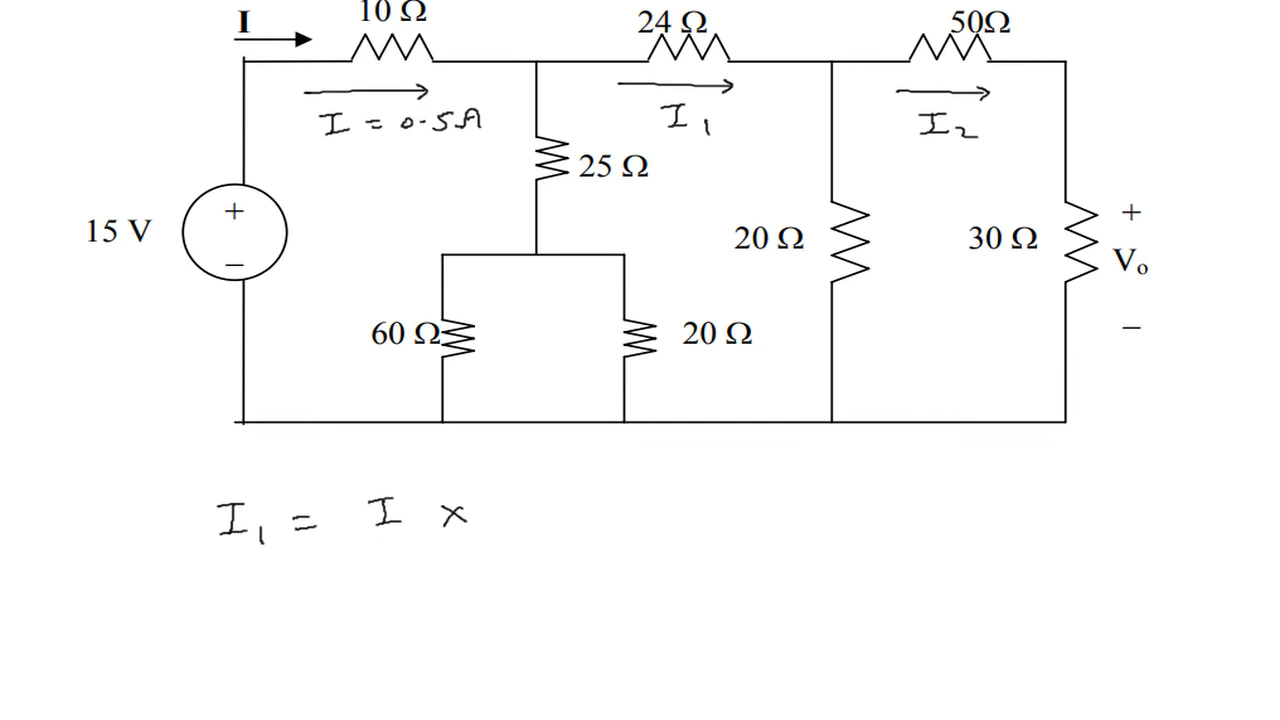 I 10 Ω 24 Ω 50Ω
I = 0.5A I₁ I₂
25 Ω
+ +
15 V 20 Ω 30 Ω
– Vₒ
60 Ω 20 Ω –
I₁ = I ×